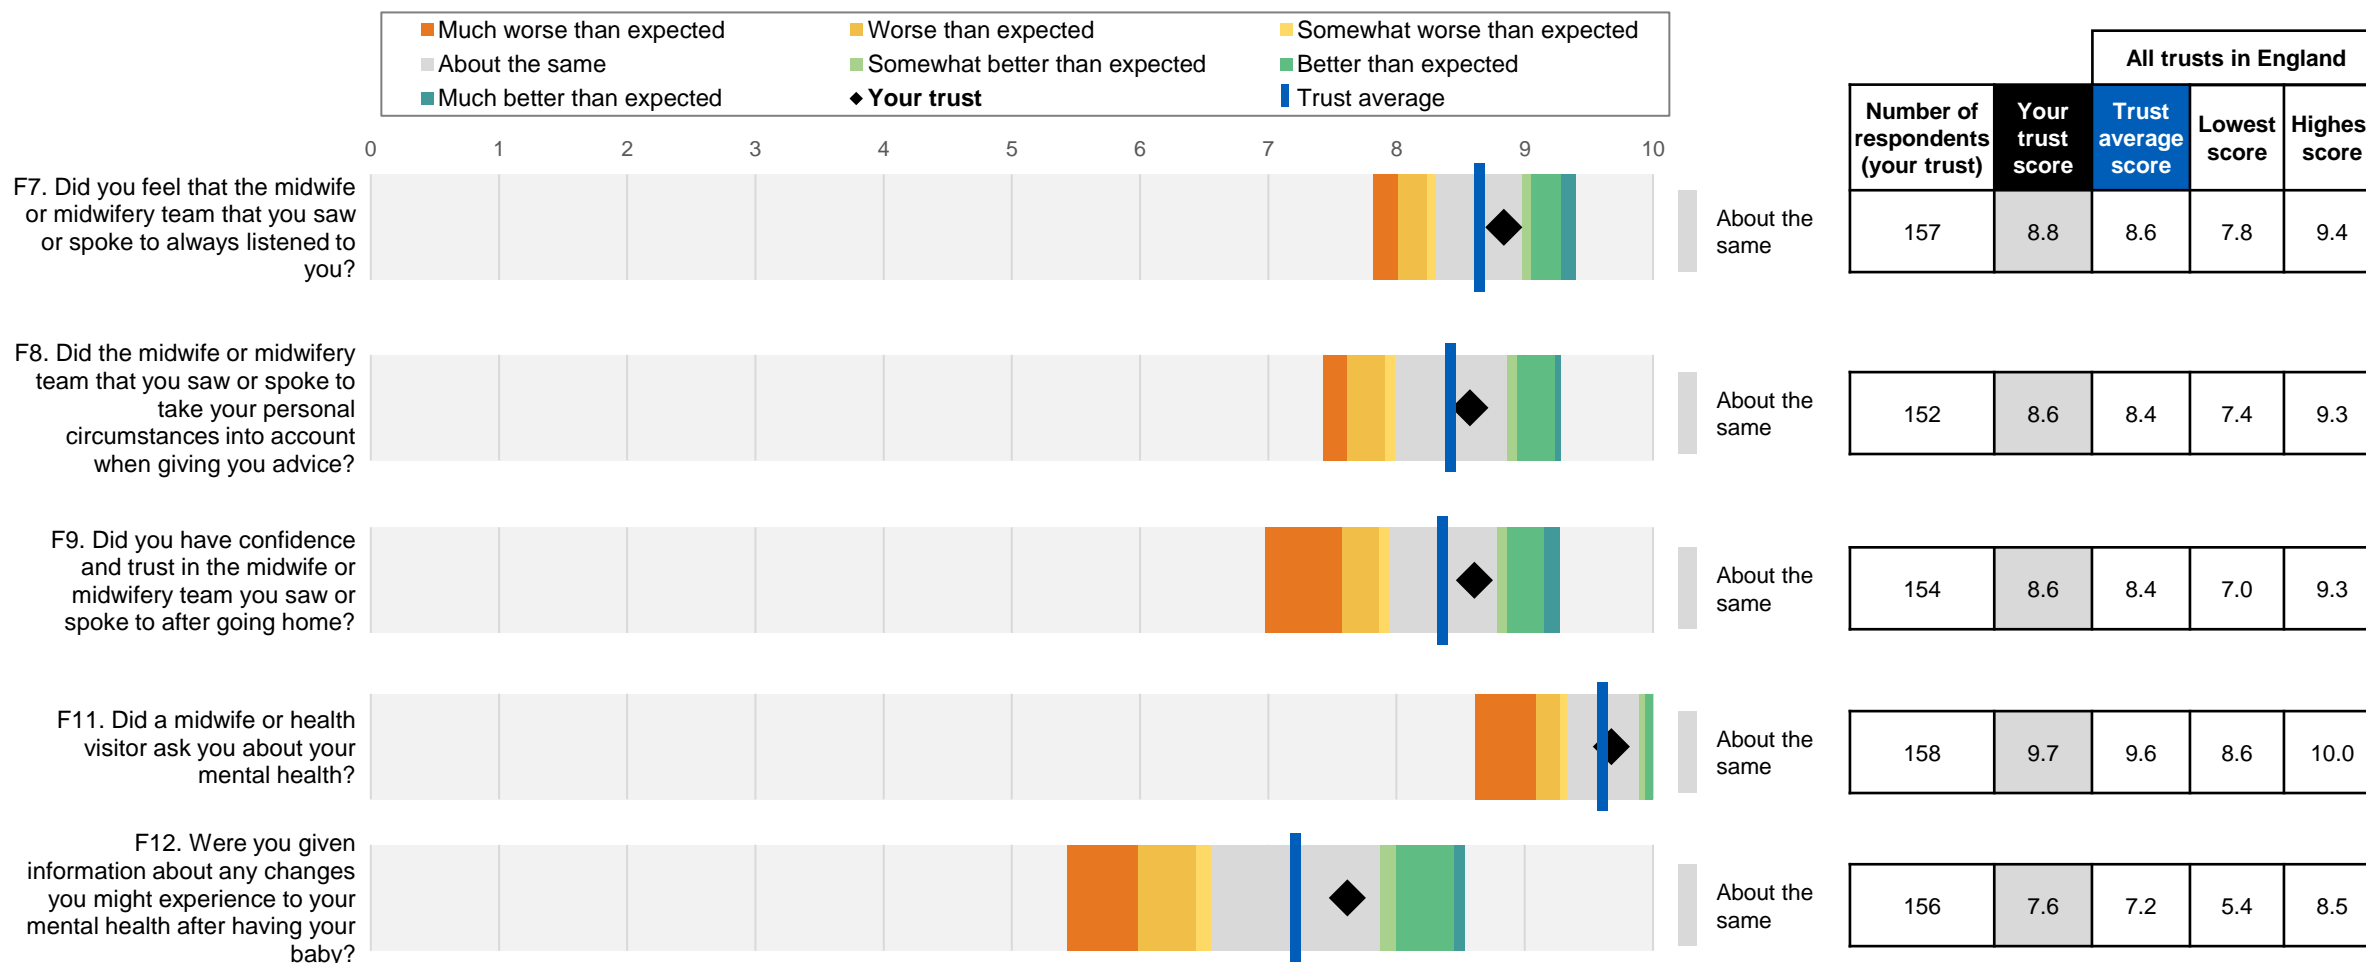 Much worse than expected
Worse than expected
Somewhat worse than expected
About the same
Somewhat better than expected
Better than expected
Much better than expected
Your trust
Trust average
All trusts in England
Number of respondents (your trust)
Your trust score
Trust average score
Lowest score
Highes score
0 1 2 3 4 5 6 7 8 9 10
F7. Did you feel that the midwife
or midwifery team that you saw
or spoke to always listened to
you?
About the
same
157 8.8 8.6 7.8 9.4
F8. Did the midwife or midwifery
team that you saw or spoke to
take your personal
circumstances into account
when giving you advice?
About the
same
152 8.6 8.4 7.4 9.3
F9. Did you have confidence
and trust in the midwife or
midwifery team you saw or
spoke to after going home?
About the
same
154 8.6 8.4 7.0 9.3
F11. Did a midwife or health
visitor ask you about your
mental health?
About the
same
158 9.7 9.6 8.6 10.0
F12. Were you given
information about any changes
you might experience to your
mental health after having your
baby?
About the
same
156 7.6 7.2 5.4 8.5